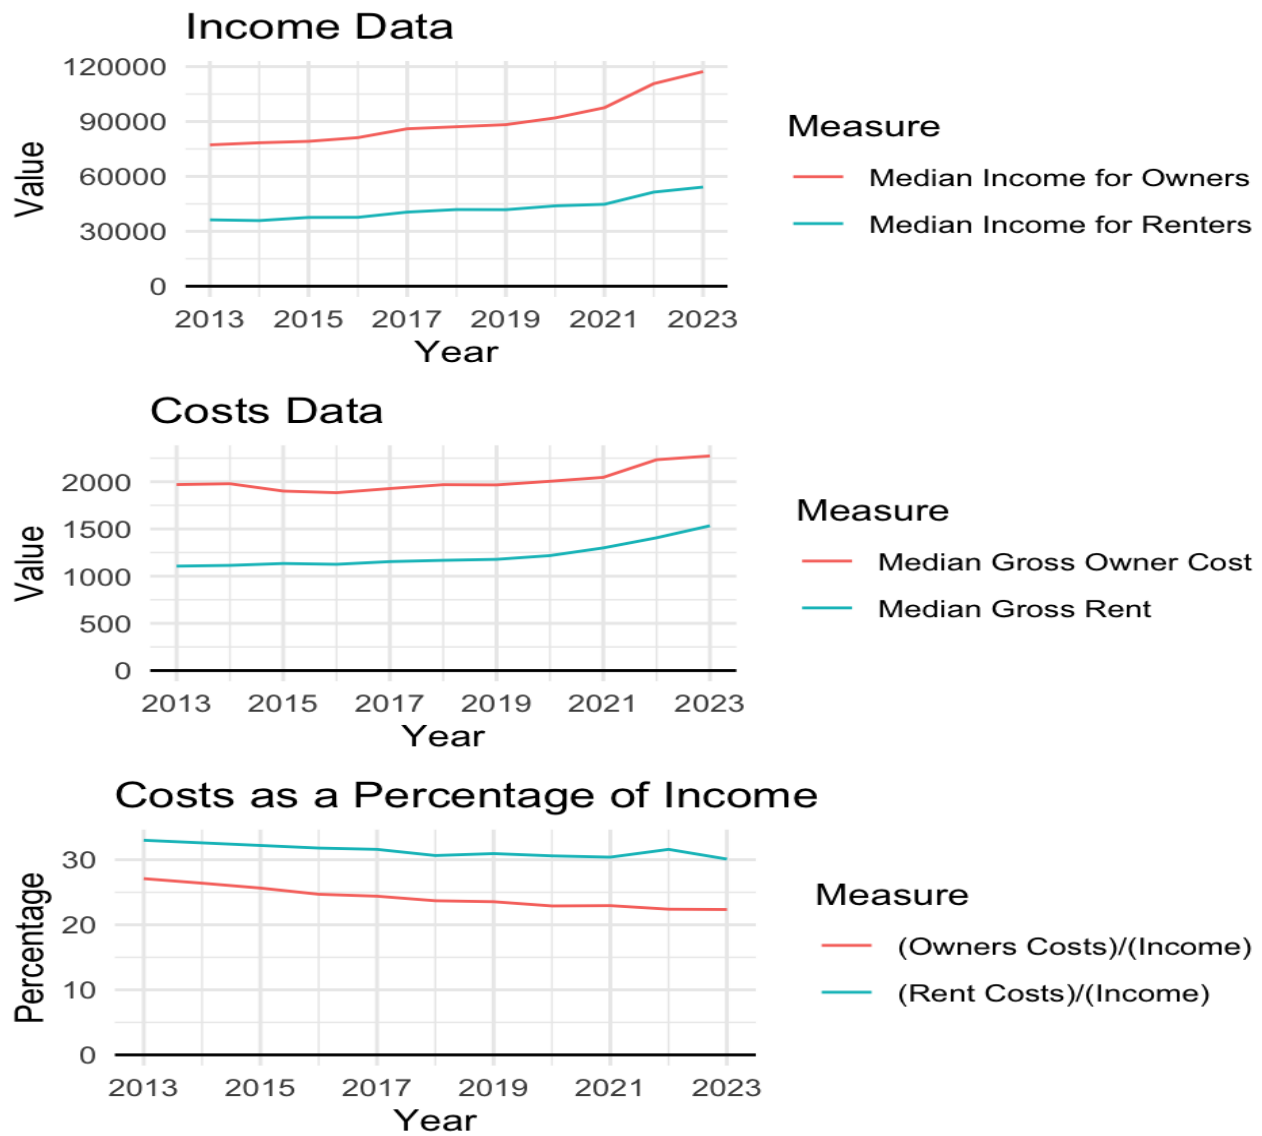 Income Data
120000
90000
60000
30000
0
Value
2013 2015 2017 2019 2021 2023
Year
Measure
Median Income for Owners
Median Income for Renters
Costs Data
2000
1500
1000
500
0
Value
2013 2015 2017 2019 2021 2023
Year
Measure
Median Gross Owner Cost
Median Gross Rent
Costs as a Percentage of Income
30
20
10
0
Percentage
2013 2015 2017 2019 2021 2023
Year
Measure
(Owners Costs)/(Income)
(Rent Costs)/(Income)